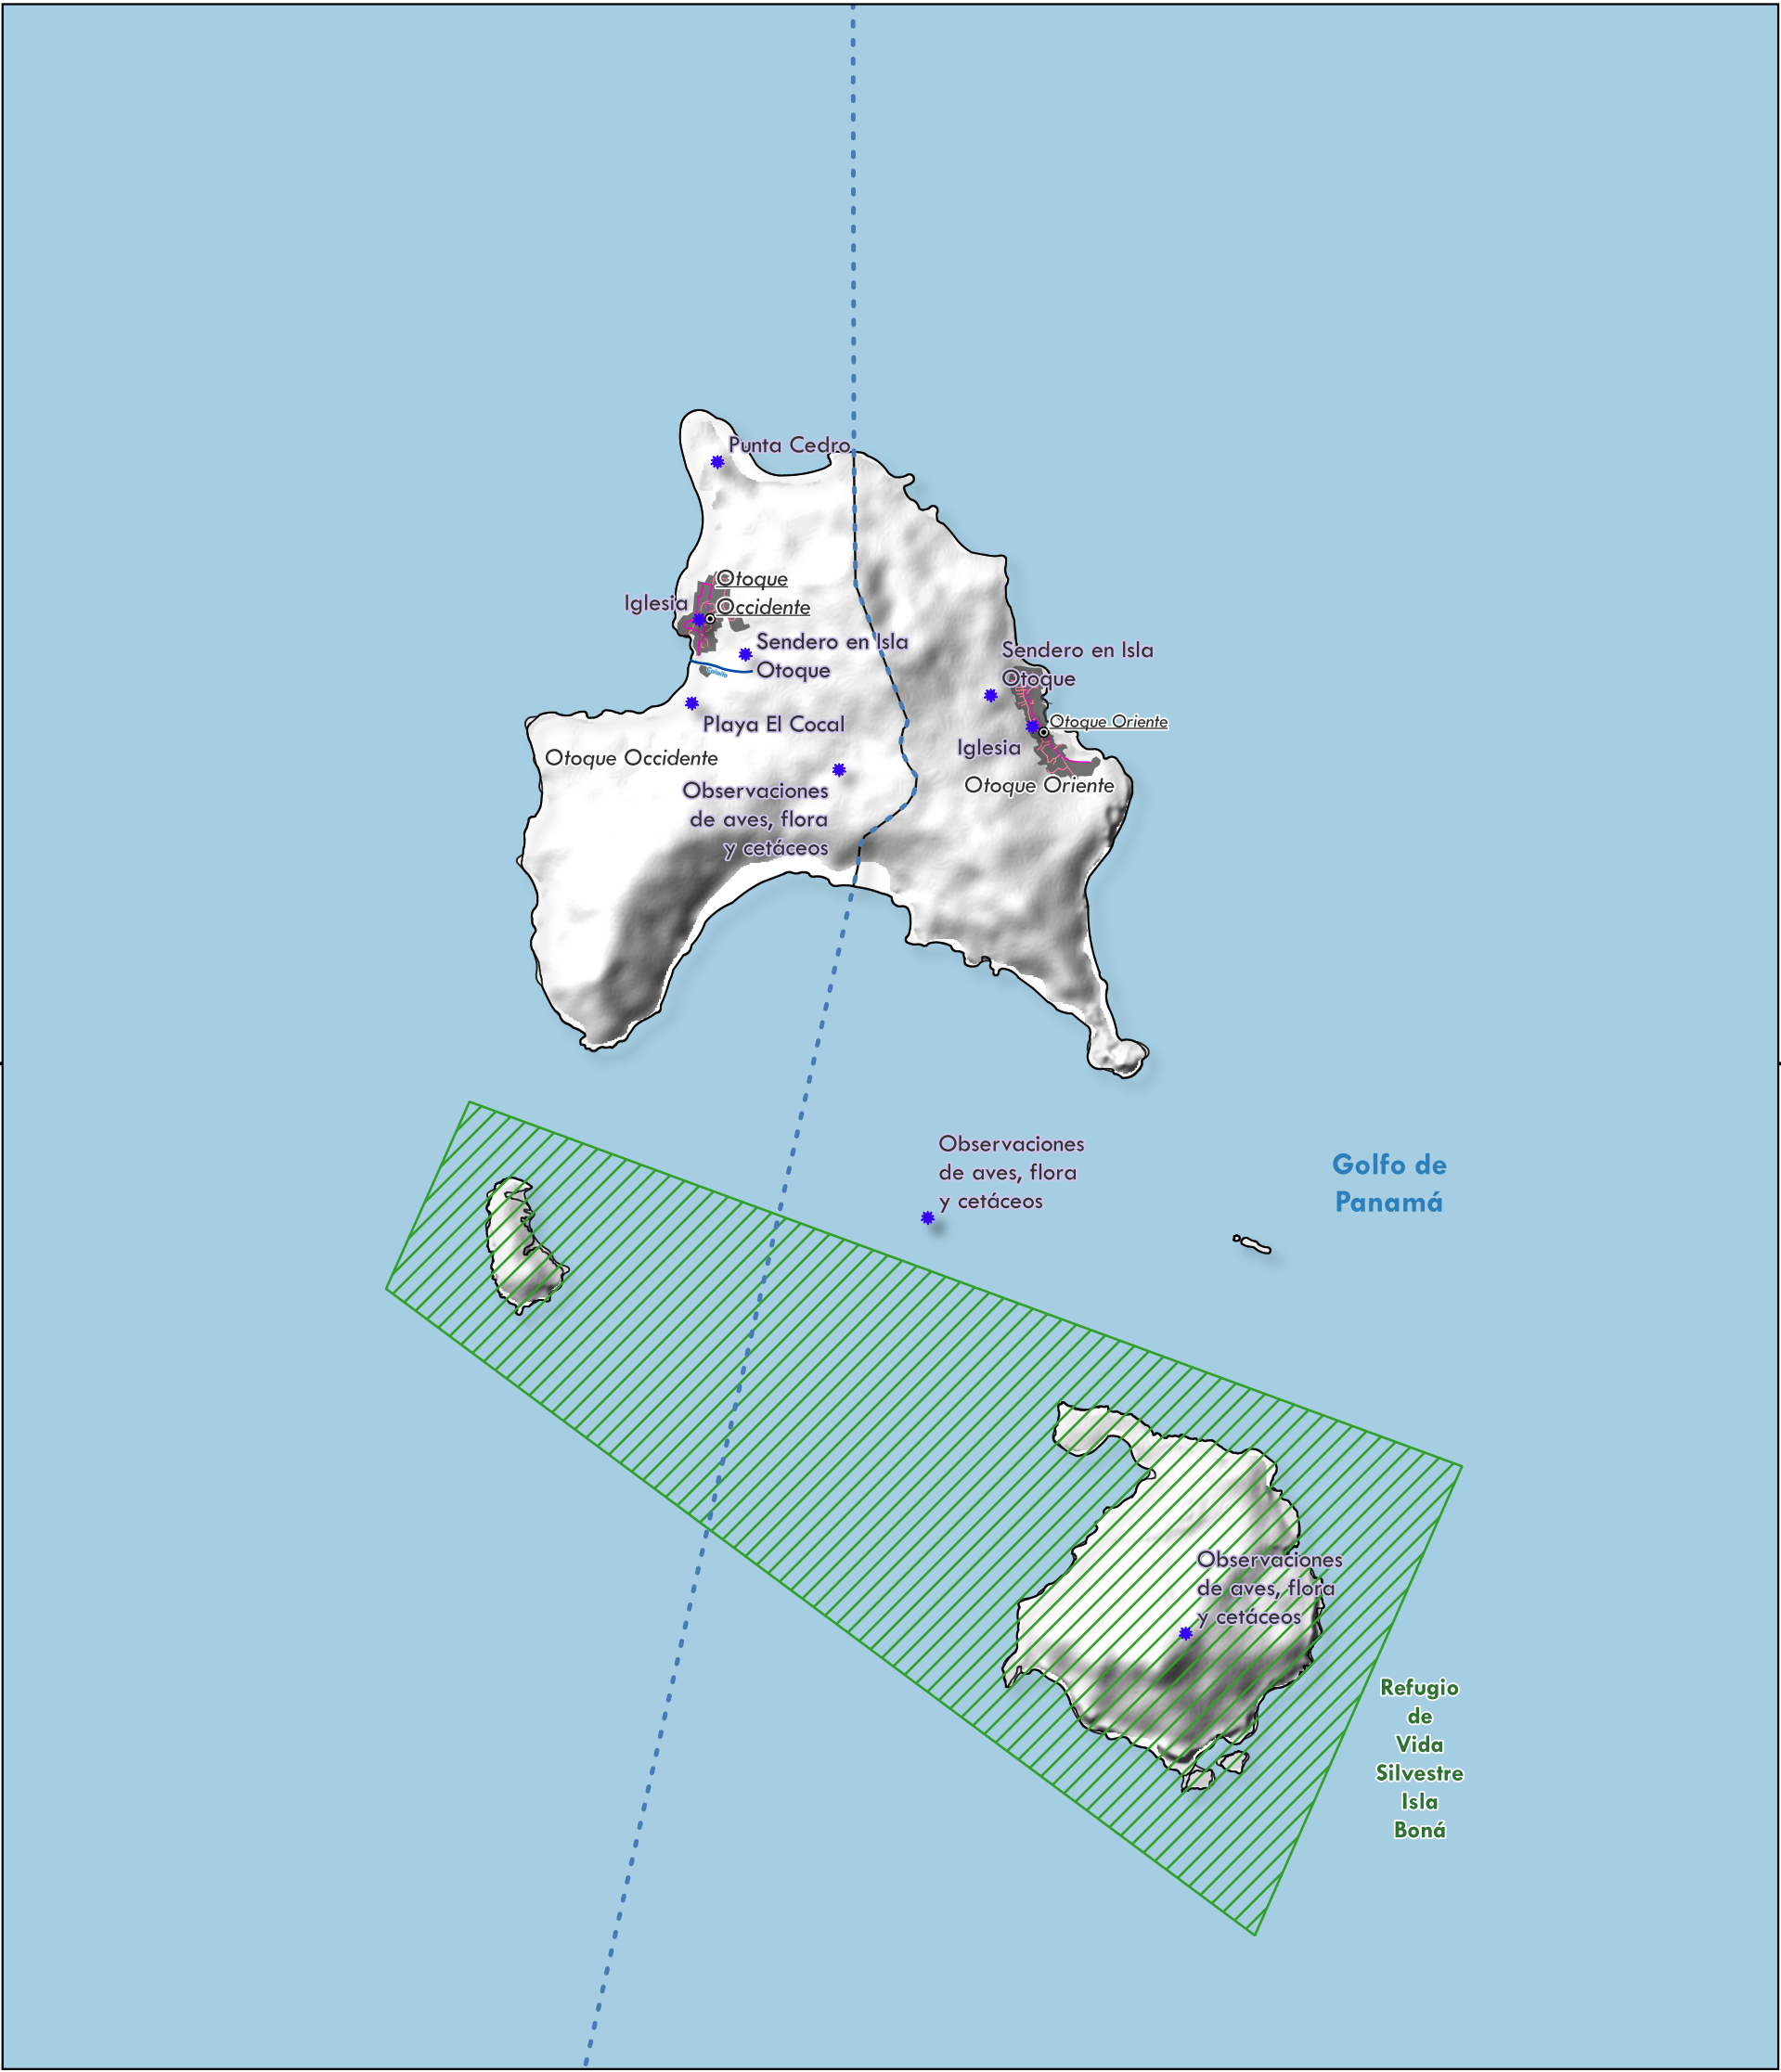 Punta Cedro
Otoque
Occidente
Iglesia
Sendero en Isla
Otoque
Sendero en Isla
Otoque
Playa El Cocal
Otoque Oriente
Iglesia
Otoque Occidente
Otoque Oriente
Observaciones
de aves, flora
y cetáceos
Observaciones
de aves, flora
y cetáceos
Golfo de
Panamá
Observaciones
de aves, flora
y cetáceos
Refugio
de
Vida
Silvestre
Isla
Boná